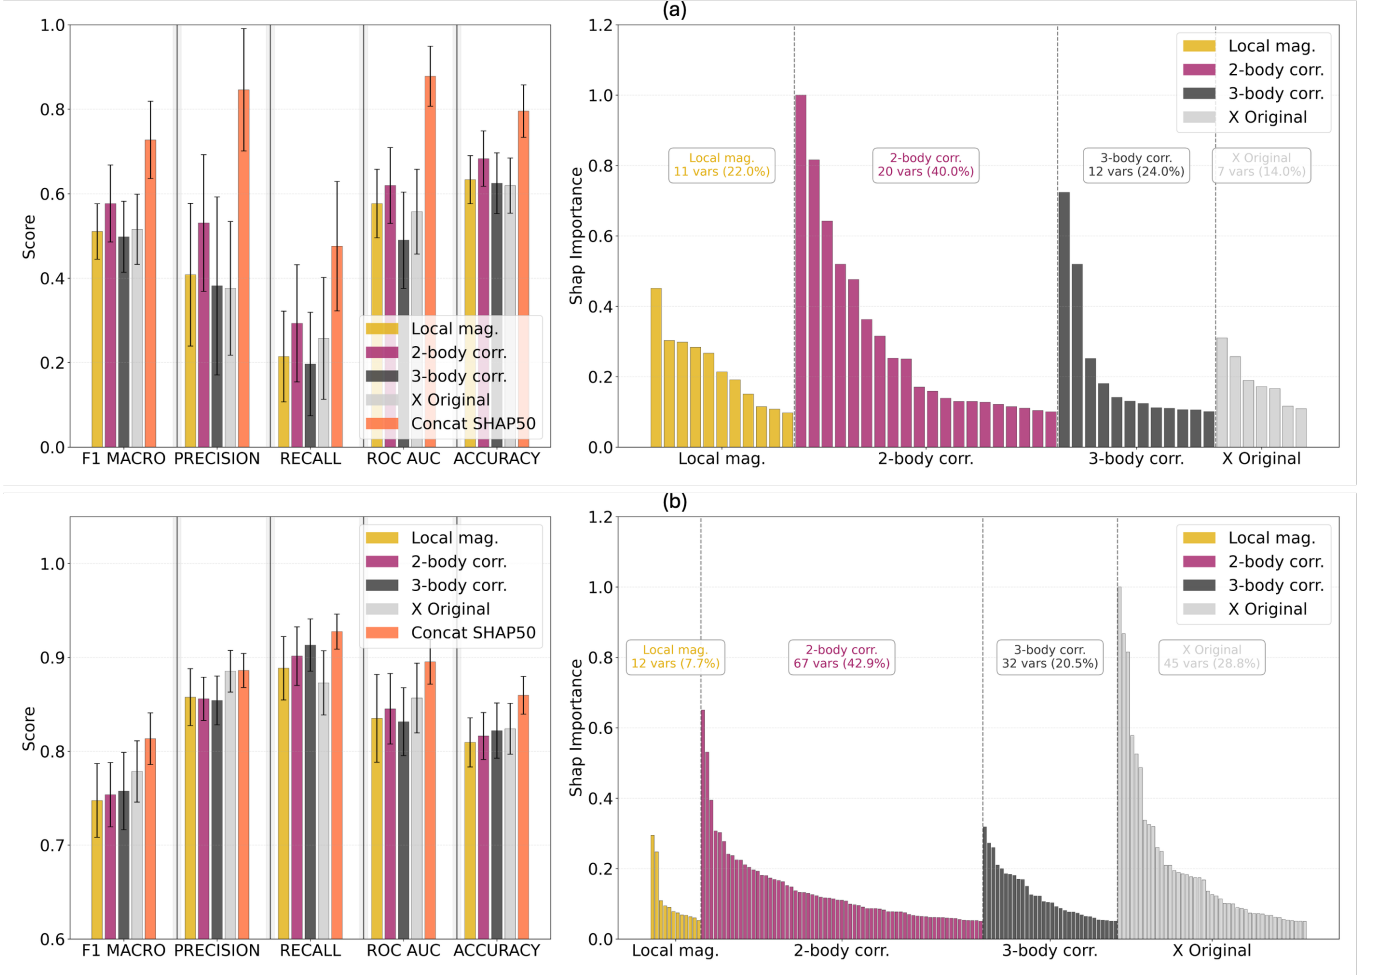 (a)
1.0
0.8
0.6
0.4
0.2
0.0
Score
F1 MACRO
PRECISION
RECALL
ROC AUC
ACCURACY
Local mag.
2-body corr.
3-body corr.
X Original
Concat SHAP50
1.2
1.0
0.8
0.6
0.4
0.2
0.0
Shap Importance
Local mag.
2-body corr.
3-body corr.
X Original
Local mag.
11 vars (22.0%)
2-body corr.
20 vars (40.0%)
3-body corr.
12 vars (24.0%)
X Original
7 vars (14.0%)
Local mag.
2-body corr.
3-body corr.
X Original
(b)
1.0
0.9
0.8
0.7
0.6
Score
F1 MACRO
PRECISION
RECALL
ROC AUC
ACCURACY
Local mag.
2-body corr.
3-body corr.
X Original
Concat SHAP50
1.2
1.0
0.8
0.6
0.4
0.2
0.0
Shap Importance
Local mag.
2-body corr.
3-body corr.
X Original
Local mag.
12 vars (7.7%)
2-body corr.
67 vars (42.9%)
3-body corr.
32 vars (20.5%)
X Original
45 vars (28.8%)
Local mag.
2-body corr.
3-body corr.
X Original